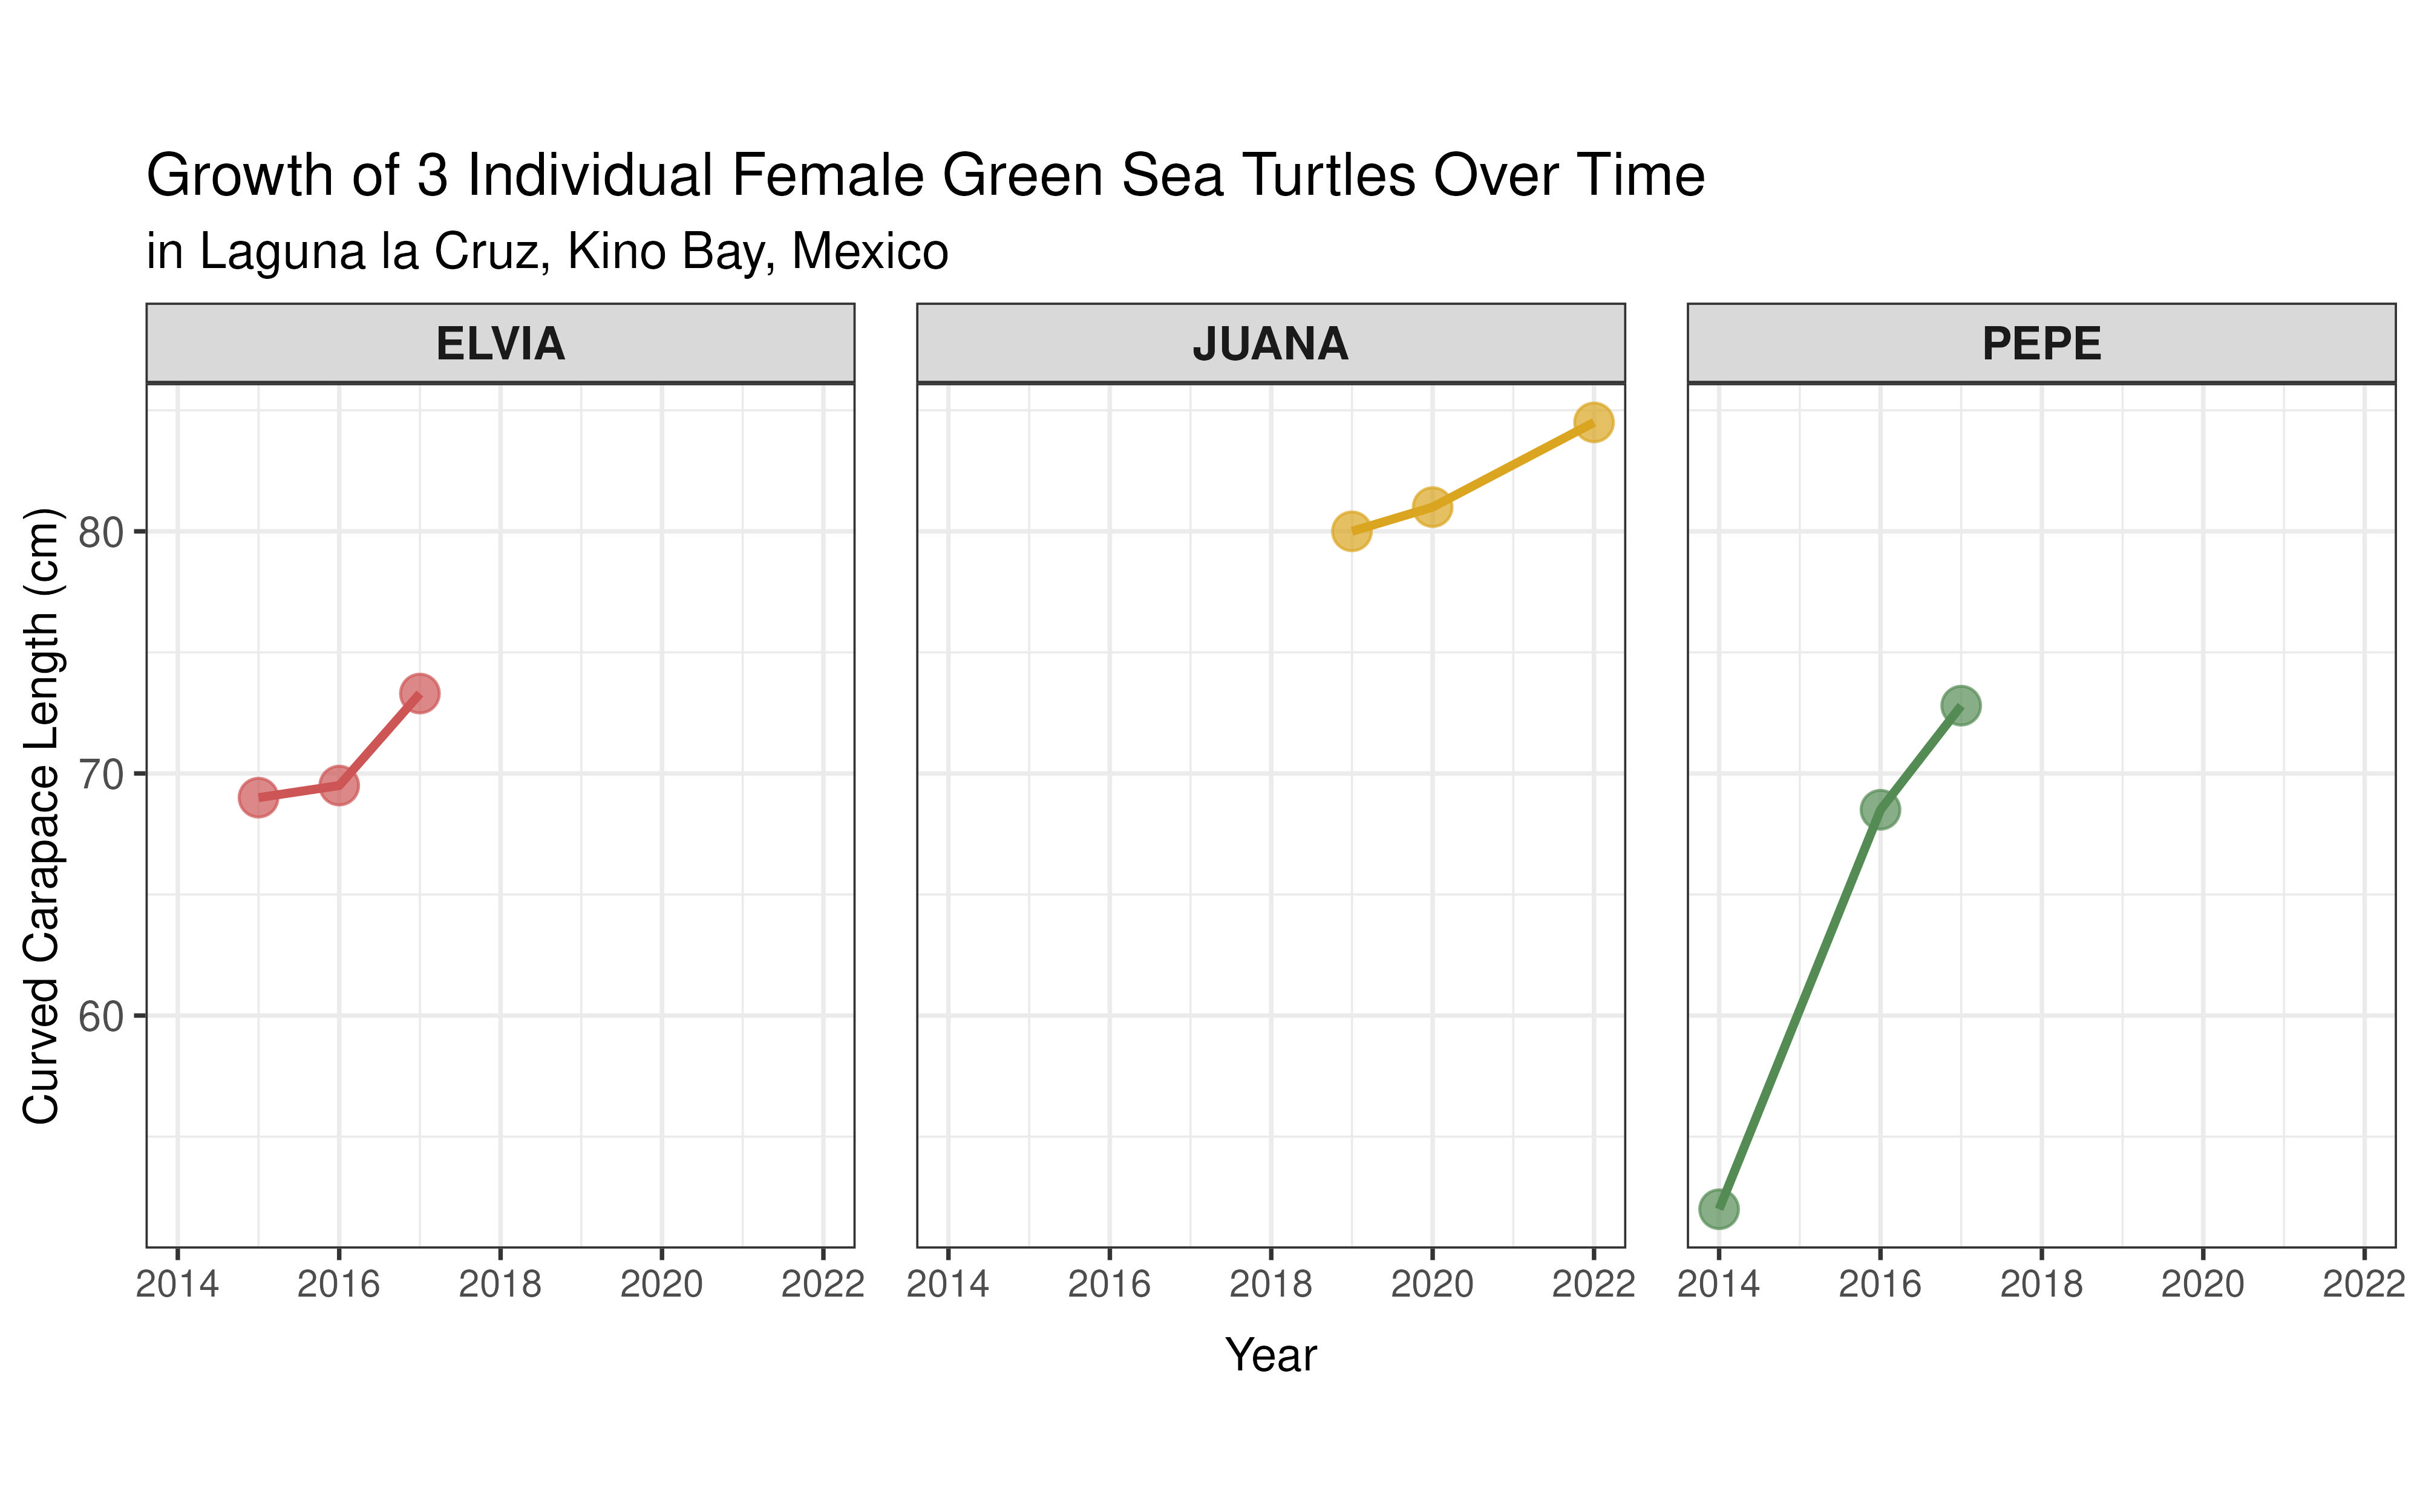 Growth of 3 Individual Female Green Sea Turtles Over Time
in Laguna la Cruz, Kino Bay, Mexico
ELVIA
JUANA
PEPE
Curved Carapace Length (cm)
80
70
60
2014 2016 2018 2020 2022
2014 2016 2018 2020 2022
2014 2016 2018 2020 2022
Year